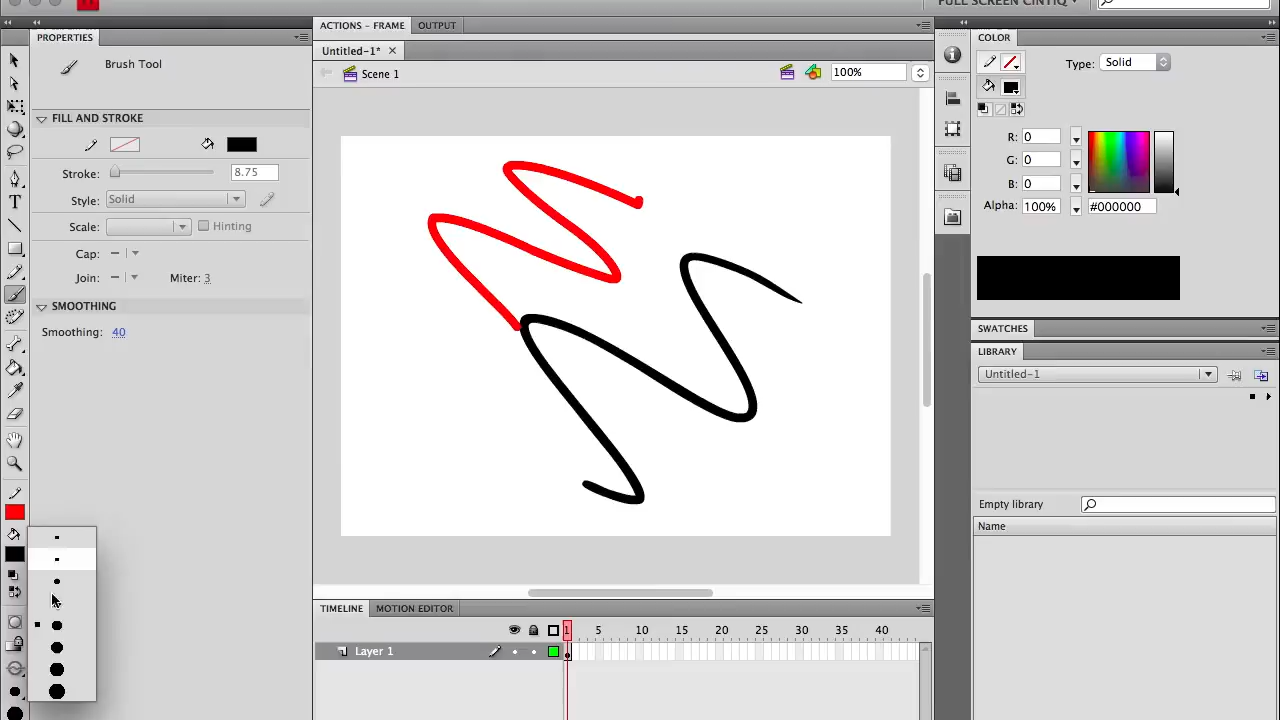 FULL SCREEN CINTIQ
PROPERTIES
Brush Tool
FILL AND STROKE
Stroke: 8.75
Style: Solid
Scale: Hinting
Cap:
Join: Miter: 3
SMOOTHING
Smoothing: 40
ACTIONS - FRAME OUTPUT
Untitled-1*
Scene 1 100%
TIMELINE MOTION EDITOR
1 5 10 15 20 25 30 35 40
Layer 1
COLOR
Type: Solid
R: 0
G: 0
B: 0
Alpha: 100% #000000
SWATCHES
LIBRARY
Untitled-1
Empty library
Name